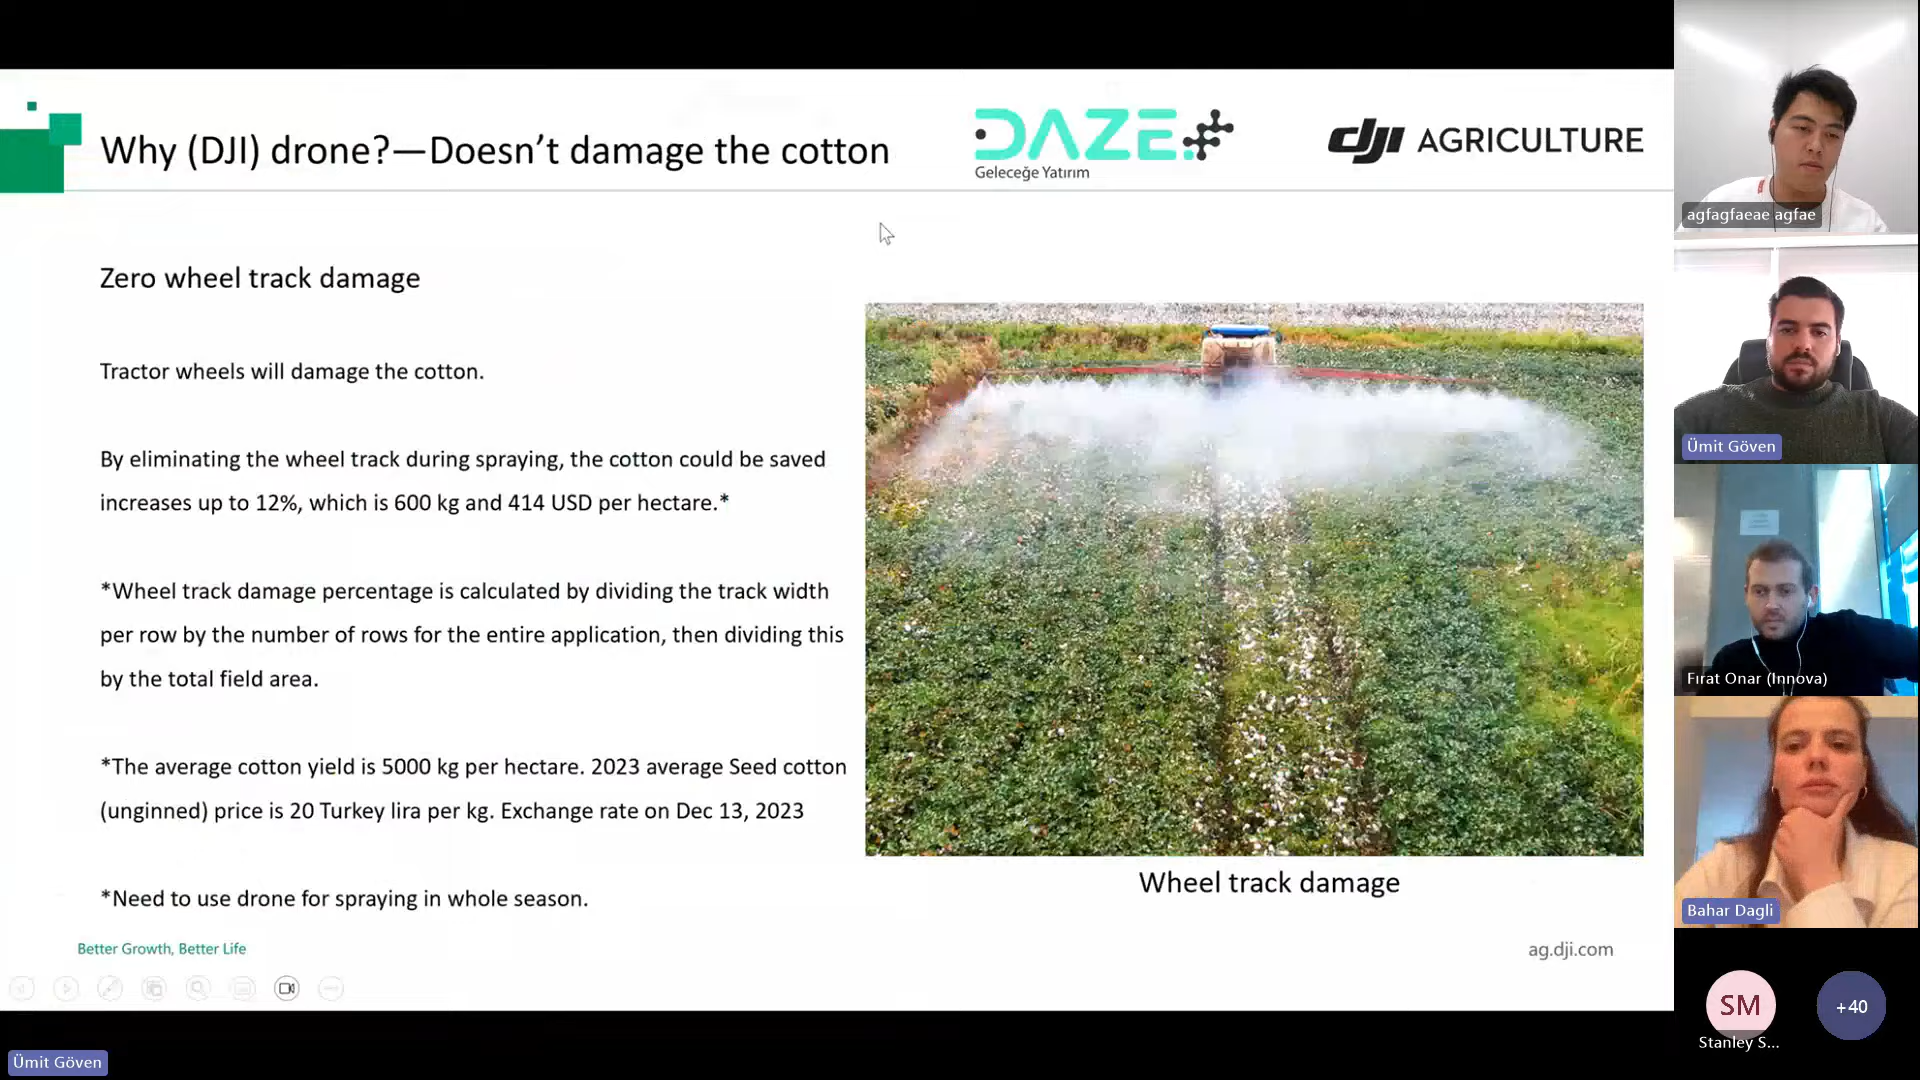 Why (DJI) drone?—Doesn't damage the cotton
DAZE
Geleceğe Yatırım
dji AGRICULTURE
Zero wheel track damage
Tractor wheels will damage the cotton.
By eliminating the wheel track during spraying, the cotton could be saved
increases up to 12%, which is 600 kg and 414 USD per hectare.*
*Wheel track damage percentage is calculated by dividing the track width
per row by the number of rows for the entire application, then dividing this
by the total field area.
*The average cotton yield is 5000 kg per hectare. 2023 average Seed cotton
(unginned) price is 20 Turkey lira per kg. Exchange rate on Dec 13, 2023
*Need to use drone for spraying in whole season.
Wheel track damage
Better Growth, Better Life
ag.dji.com
agfagfaeae agfae
Ümit Göven
Fırat Onar (Innova)
Bahar Dagli
SM
+40
Stanley S...
Ümit Göven